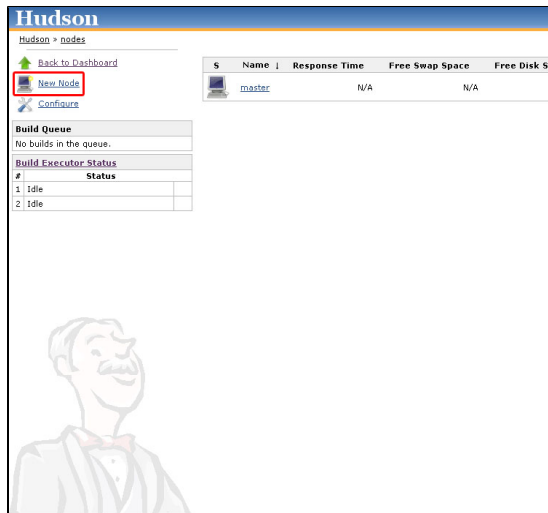 Hudson
Hudson » nodes
Back to Dashboard
New Node
Configure
S Name ↓ Response Time Free Swap Space Free Disk S
master N/A N/A
Build Queue
No builds in the queue.
Build Executor Status
# Status
1 Idle
2 Idle